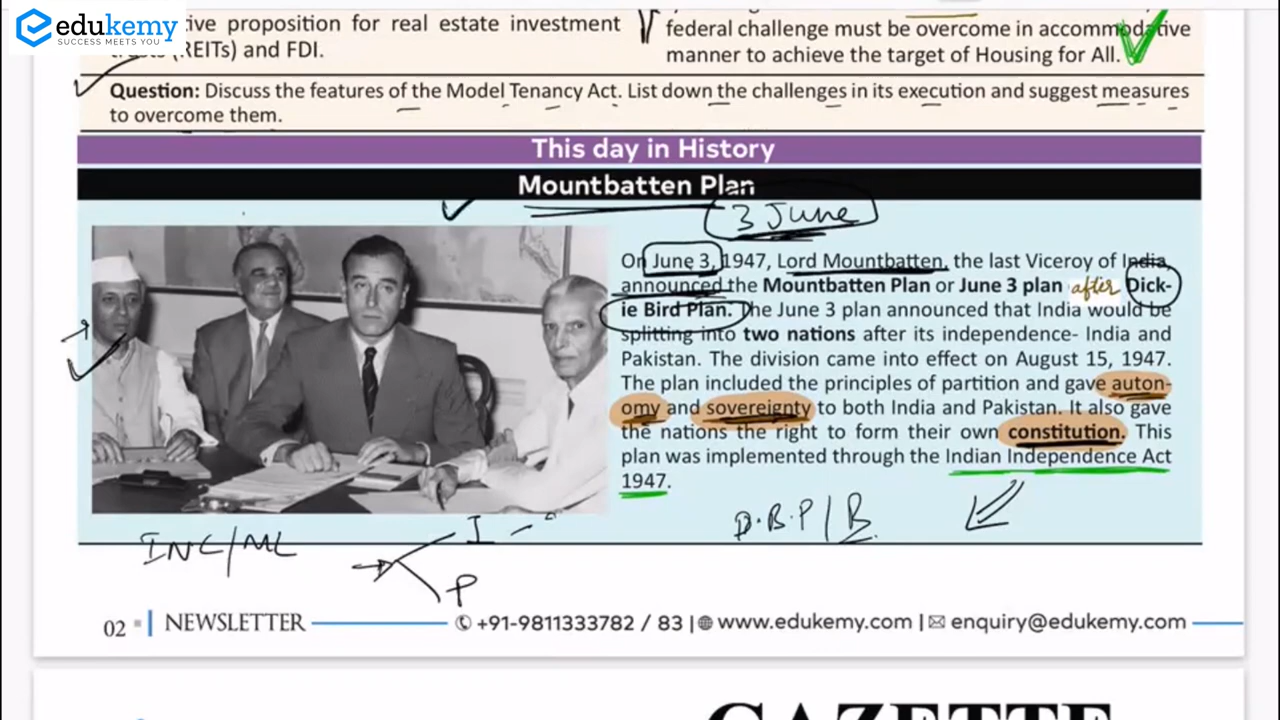 edukemy
SUCCESS MEETS YOU
tive proposition for real estate investment
trusts (REITs) and FDI.
federal challenge must be overcome in accommodative
manner to achieve the target of Housing for All.
Question: Discuss the features of the Model Tenancy Act. List down the challenges in its execution and suggest measures
to overcome them.
This day in History
Mountbatten Plan
3 June
On June 3, 1947, Lord Mountbatten, the last Viceroy of India,
announced the Mountbatten Plan or June 3 plan after Dick-
ie Bird Plan. The June 3 plan announced that India would be
splitting into two nations after its independence- India and
Pakistan. The division came into effect on August 15, 1947.
The plan included the principles of partition and gave auton-
omy and sovereignty to both India and Pakistan. It also gave
the nations the right to form their own constitution. This
plan was implemented through the Indian Independence Act
1947.
D.B.P/B
INC/ML
I
P
02 NEWSLETTER +91-9811333782 / 83 | www.edukemy.com | enquiry@edukemy.com
GAZETTE